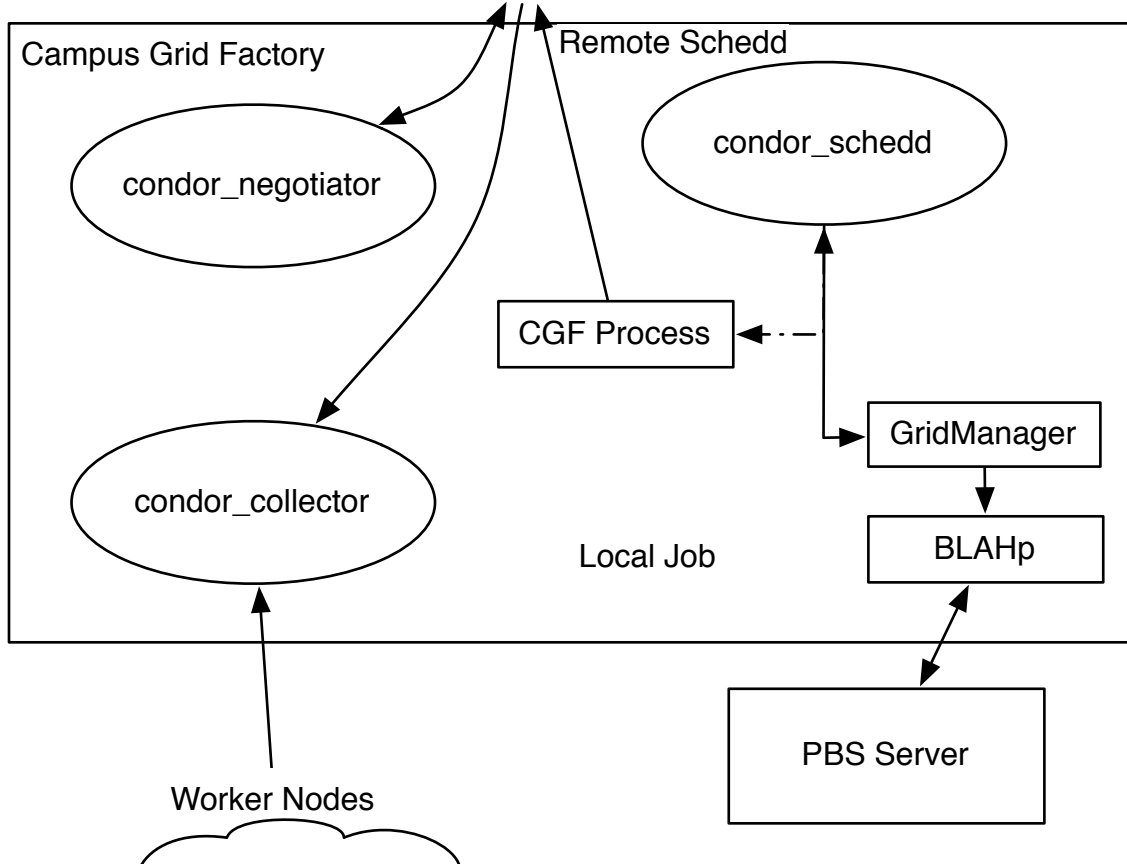 Remote Schedd
Campus Grid Factory
condor_schedd
condor_negotiator
CGF Process
GridManager
condor_collector
BLAHp
Local Job
PBS Server
Worker Nodes